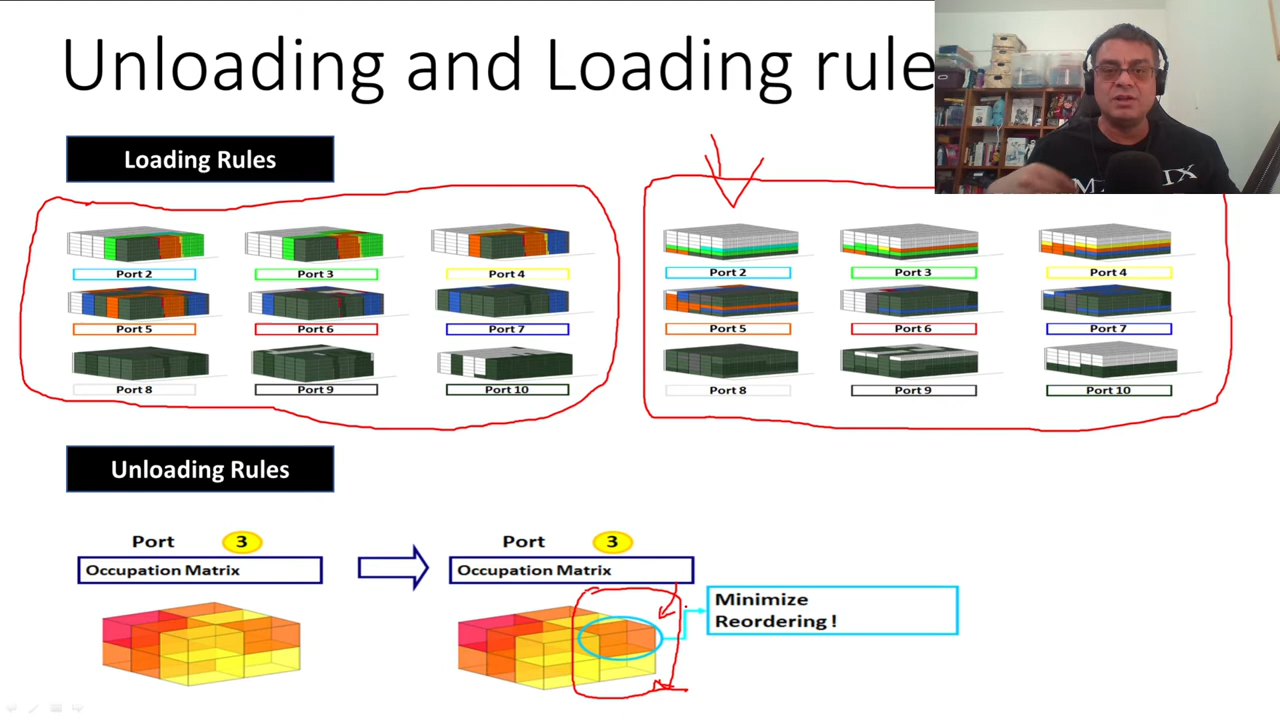 Unloading and Loading rule
Loading Rules
Port 2
Port 3
Port 4
Port 5
Port 6
Port 7
Port 8
Port 9
Port 10
Port 2
Port 3
Port 4
Port 5
Port 6
Port 7
Port 8
Port 9
Port 10
Unloading Rules
Port 3
Occupation Matrix
Port 3
Occupation Matrix
Minimize
Reordering !